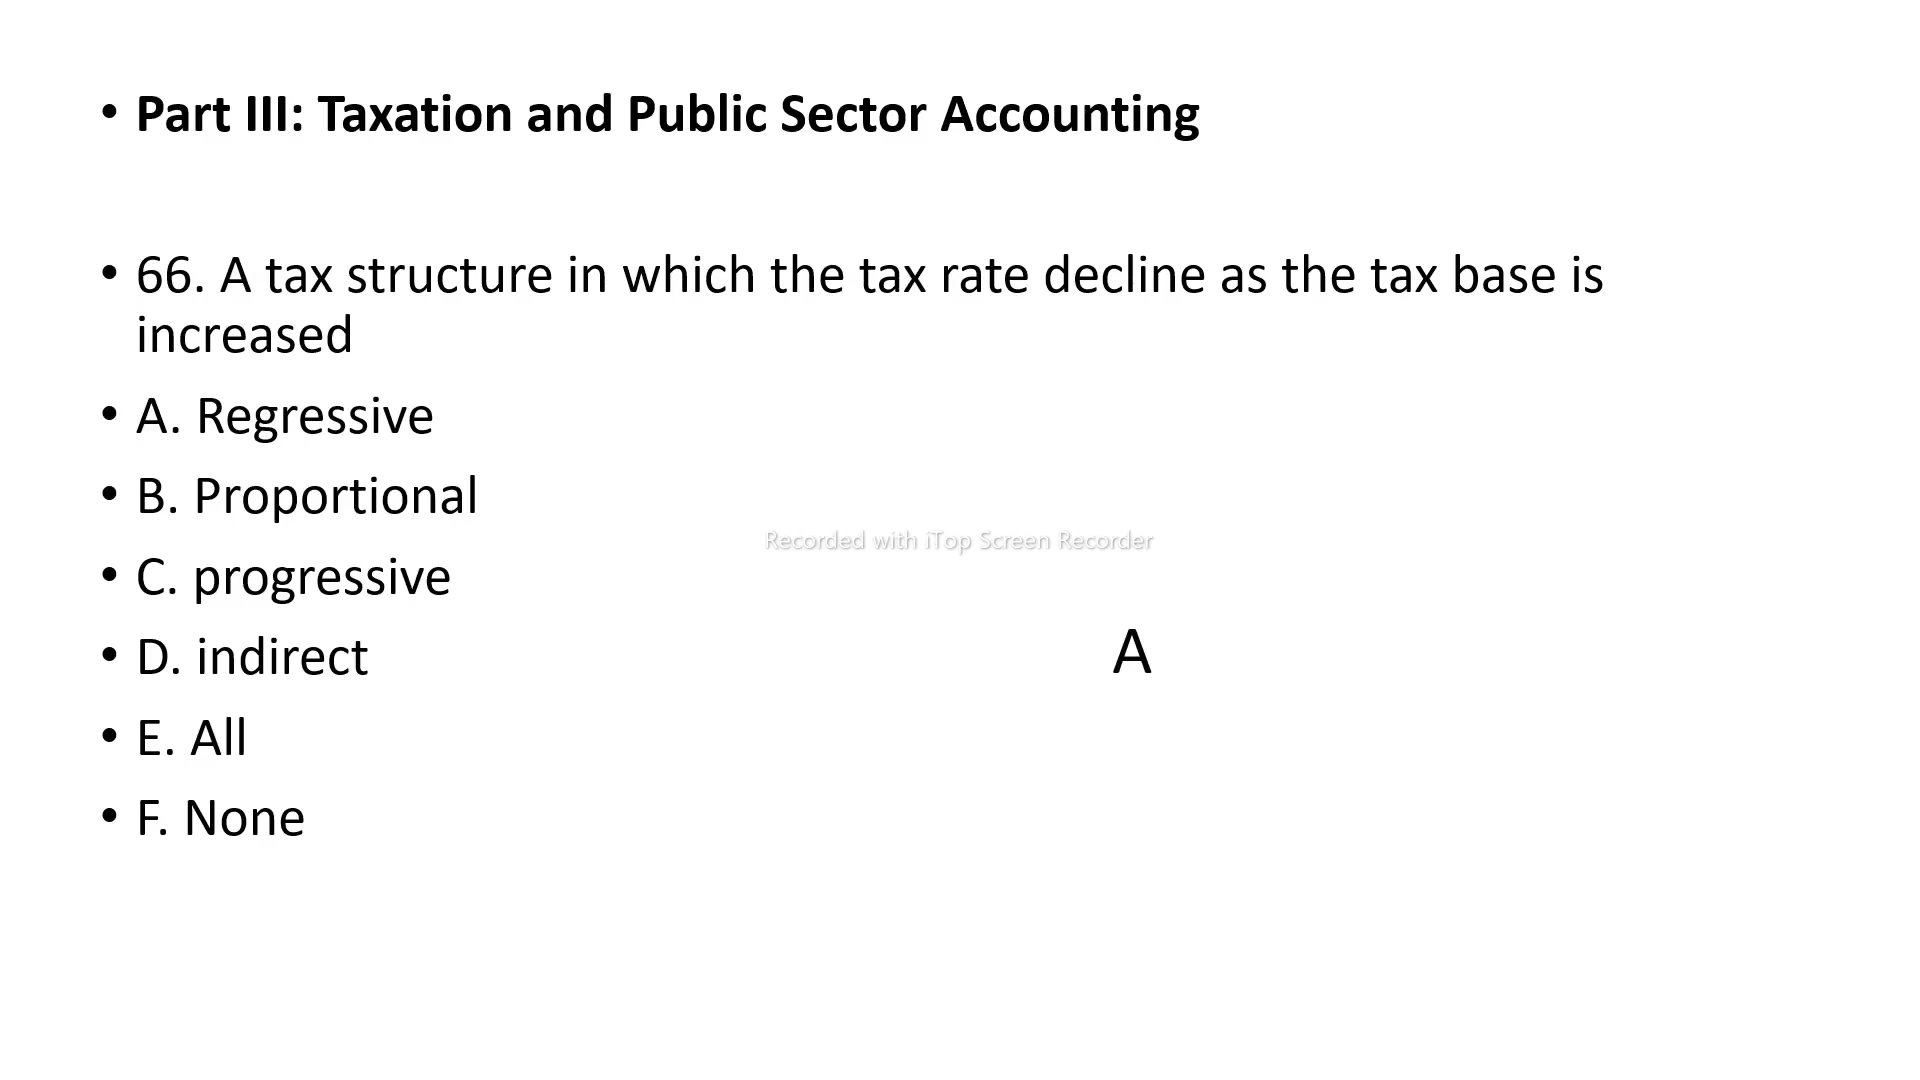 • Part III: Taxation and Public Sector Accounting
• 66. A tax structure in which the tax rate decline as the tax base is
increased
• A. Regressive
• B. Proportional
Recorded with iTop Screen Recorder
• C. progressive
• D. indirect
A
• E. All
• F. None